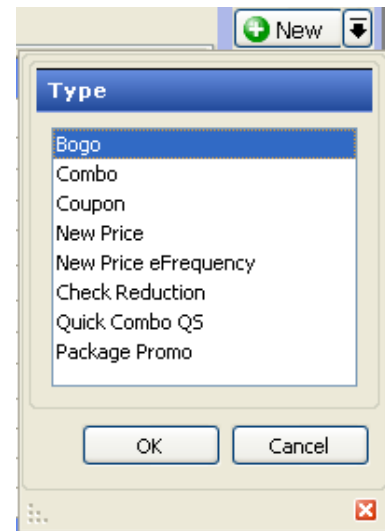 New
Type
Bogo
Combo
Coupon
New Price
New Price eFrequency
Check Reduction
Quick Combo QS
Package Promo
OK
Cancel